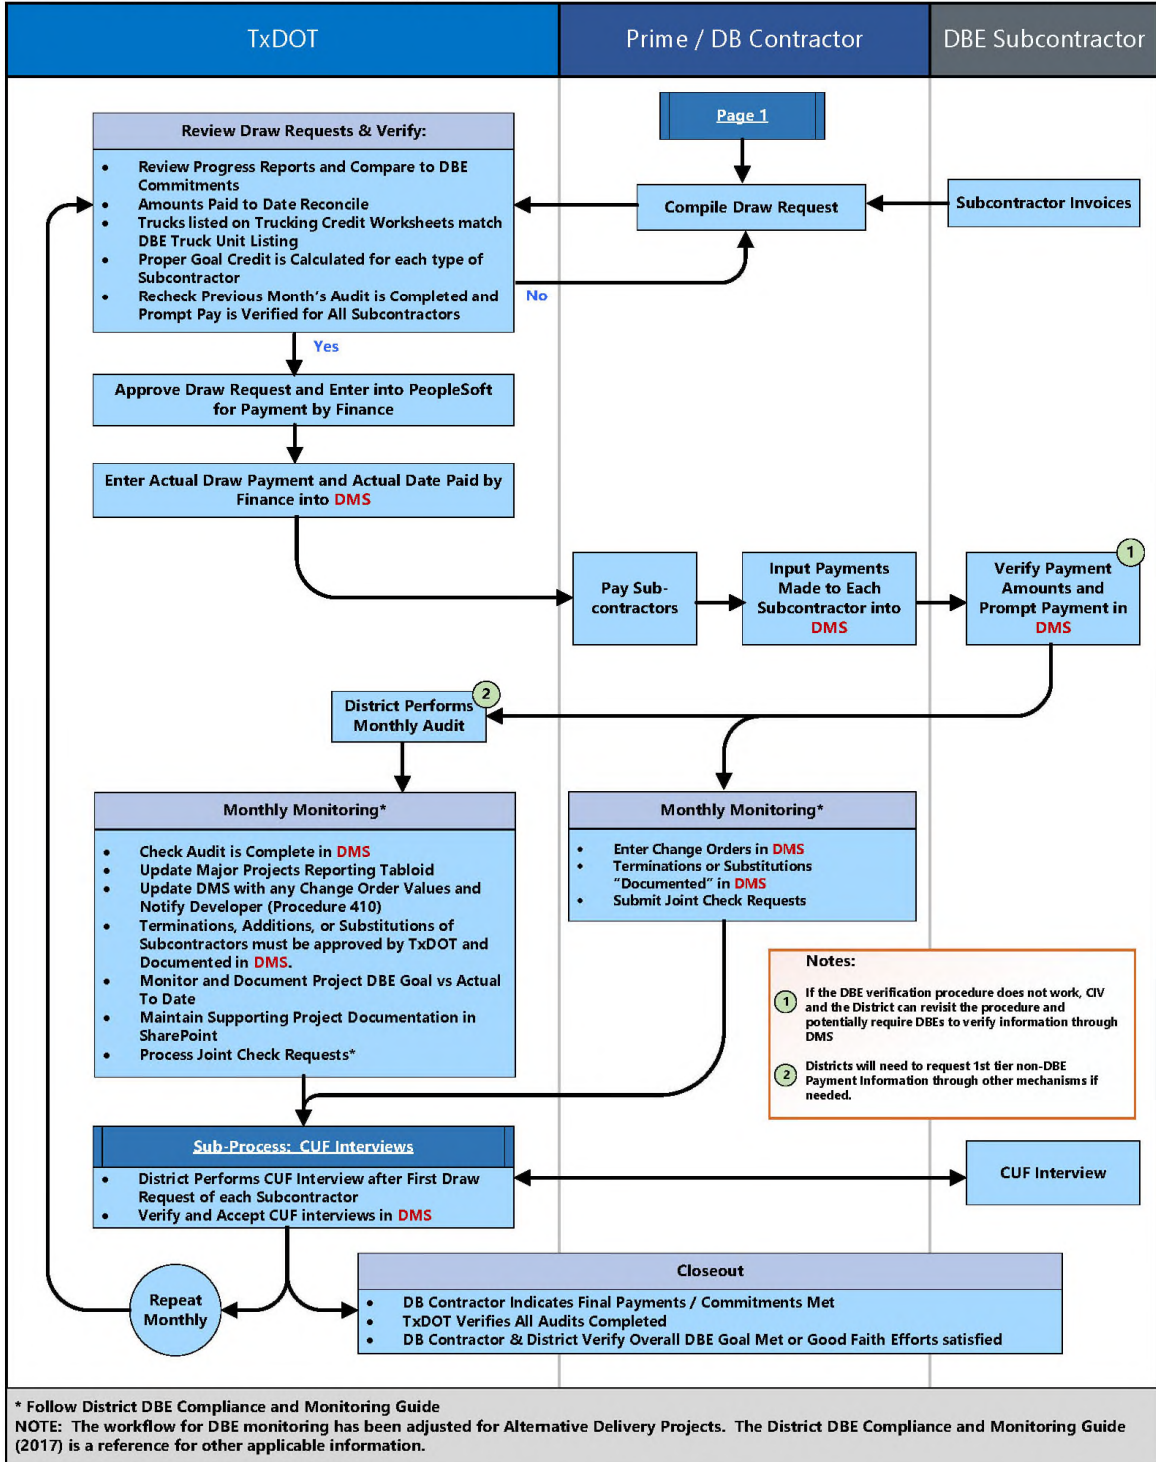 TxDOT
Prime / DB Contractor
DBE Subcontractor
Page 1
Review Draw Requests & Verify:
• Review Progress Reports and Compare to DBE
Commitments
• Amounts Paid to Date Reconcile
• Trucks listed on Trucking Credit Worksheets match
DBE Truck Unit Listing
• Proper Goal Credit is Calculated for each type of
Subcontractor
• Recheck Previous Month's Audit is Completed and
Prompt Pay is Verified for All Subcontractors
Compile Draw Request
Subcontractor Invoices
No
Yes
Approve Draw Request and Enter into PeopleSoft
for Payment by Finance
Enter Actual Draw Payment and Actual Date Paid by
Finance into DMS
Pay Sub-
contractors
Input Payments
Made to Each
Subcontractor into
DMS
1
Verify Payment
Amounts and
Prompt Payment in
DMS
2
District Performs
Monthly Audit
Monthly Monitoring*
• Check Audit is Complete in DMS
• Update Major Projects Reporting Tabloid
• Update DMS with any Change Order Values and
Notify Developer (Procedure 410)
• Terminations, Additions, or Substitutions of
Subcontractors must be approved by TxDOT and
Documented in DMS.
• Monitor and Document Project DBE Goal vs Actual
To Date
• Maintain Supporting Project Documentation in
SharePoint
• Process Joint Check Requests*
Monthly Monitoring*
• Enter Change Orders in DMS
• Terminations or Substitutions
"Documented" in DMS
• Submit Joint Check Requests
Notes:
1 If the DBE verification procedure does not work, CIV
and the District can revisit the procedure and
potentially require DBEs to verify information through
DMS
2 Districts will need to request 1st tier non-DBE
Payment Information through other mechanisms if
needed.
Sub-Process: CUF Interviews
• District Performs CUF Interview after First Draw
Request of each Subcontractor
• Verify and Accept CUF interviews in DMS
CUF Interview
Repeat
Monthly
Closeout
• DB Contractor Indicates Final Payments / Commitments Met
• TxDOT Verifies All Audits Completed
• DB Contractor & District Verify Overall DBE Goal Met or Good Faith Efforts satisfied
* Follow District DBE Compliance and Monitoring Guide
NOTE: The workflow for DBE monitoring has been adjusted for Alternative Delivery Projects. The District DBE Compliance and Monitoring Guide
(2017) is a reference for other applicable information.